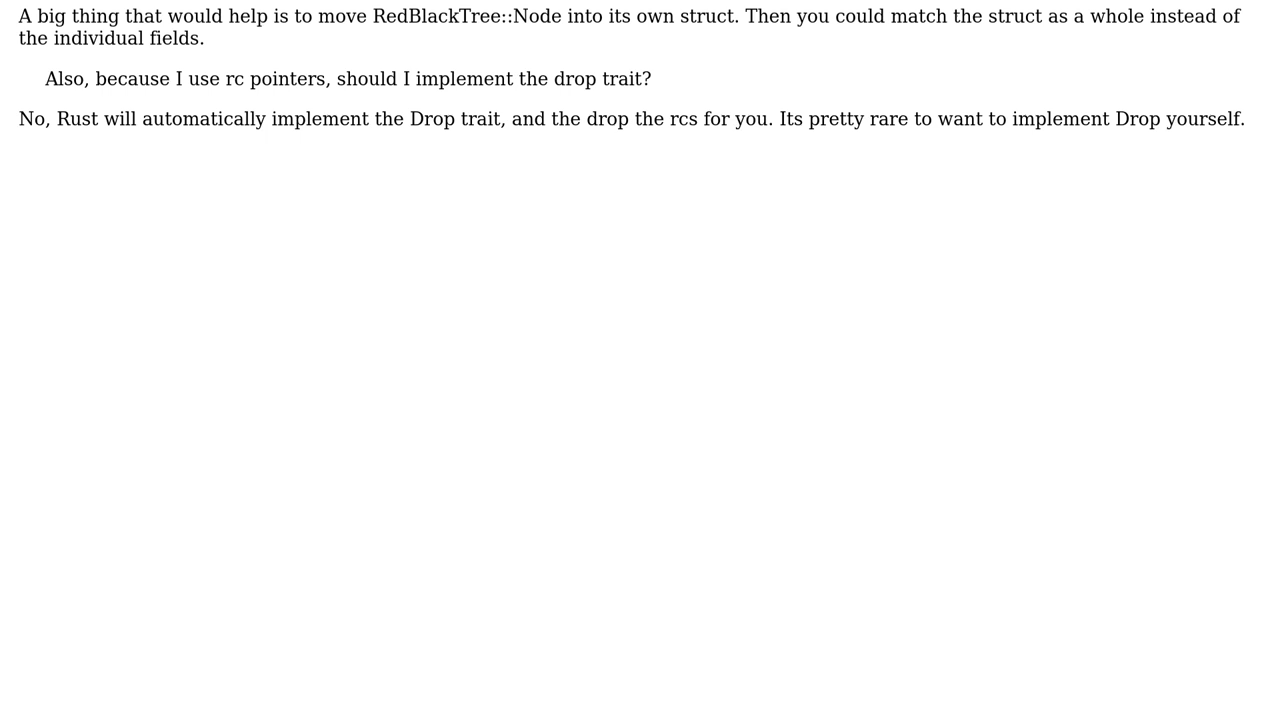 A big thing that would help is to move RedBlackTree::Node into its own struct. Then you could match the struct as a whole instead of
the individual fields.
Also, because I use rc pointers, should I implement the drop trait?
No, Rust will automatically implement the Drop trait, and the drop the rcs for you. Its pretty rare to want to implement Drop yourself.